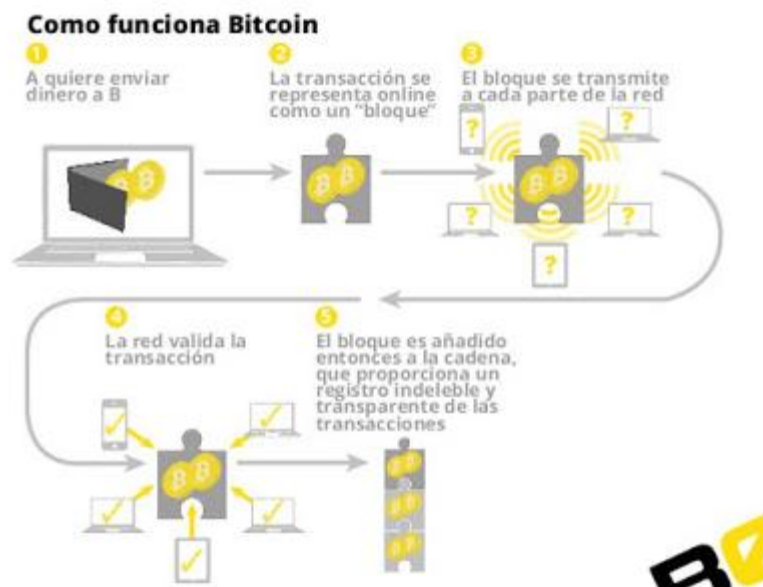 Como funciona Bitcoin
1
A quiere enviar
dinero a B
2
La transacción se
representa online
como un "bloque"
3
El bloque se transmite
a cada parte de la red
?
?
?
?
?
4
La red valida la
transacción
5
El bloque es añadido
entonces a la cadena,
que proporciona un
registro indeleble y
transparente de las
transacciones